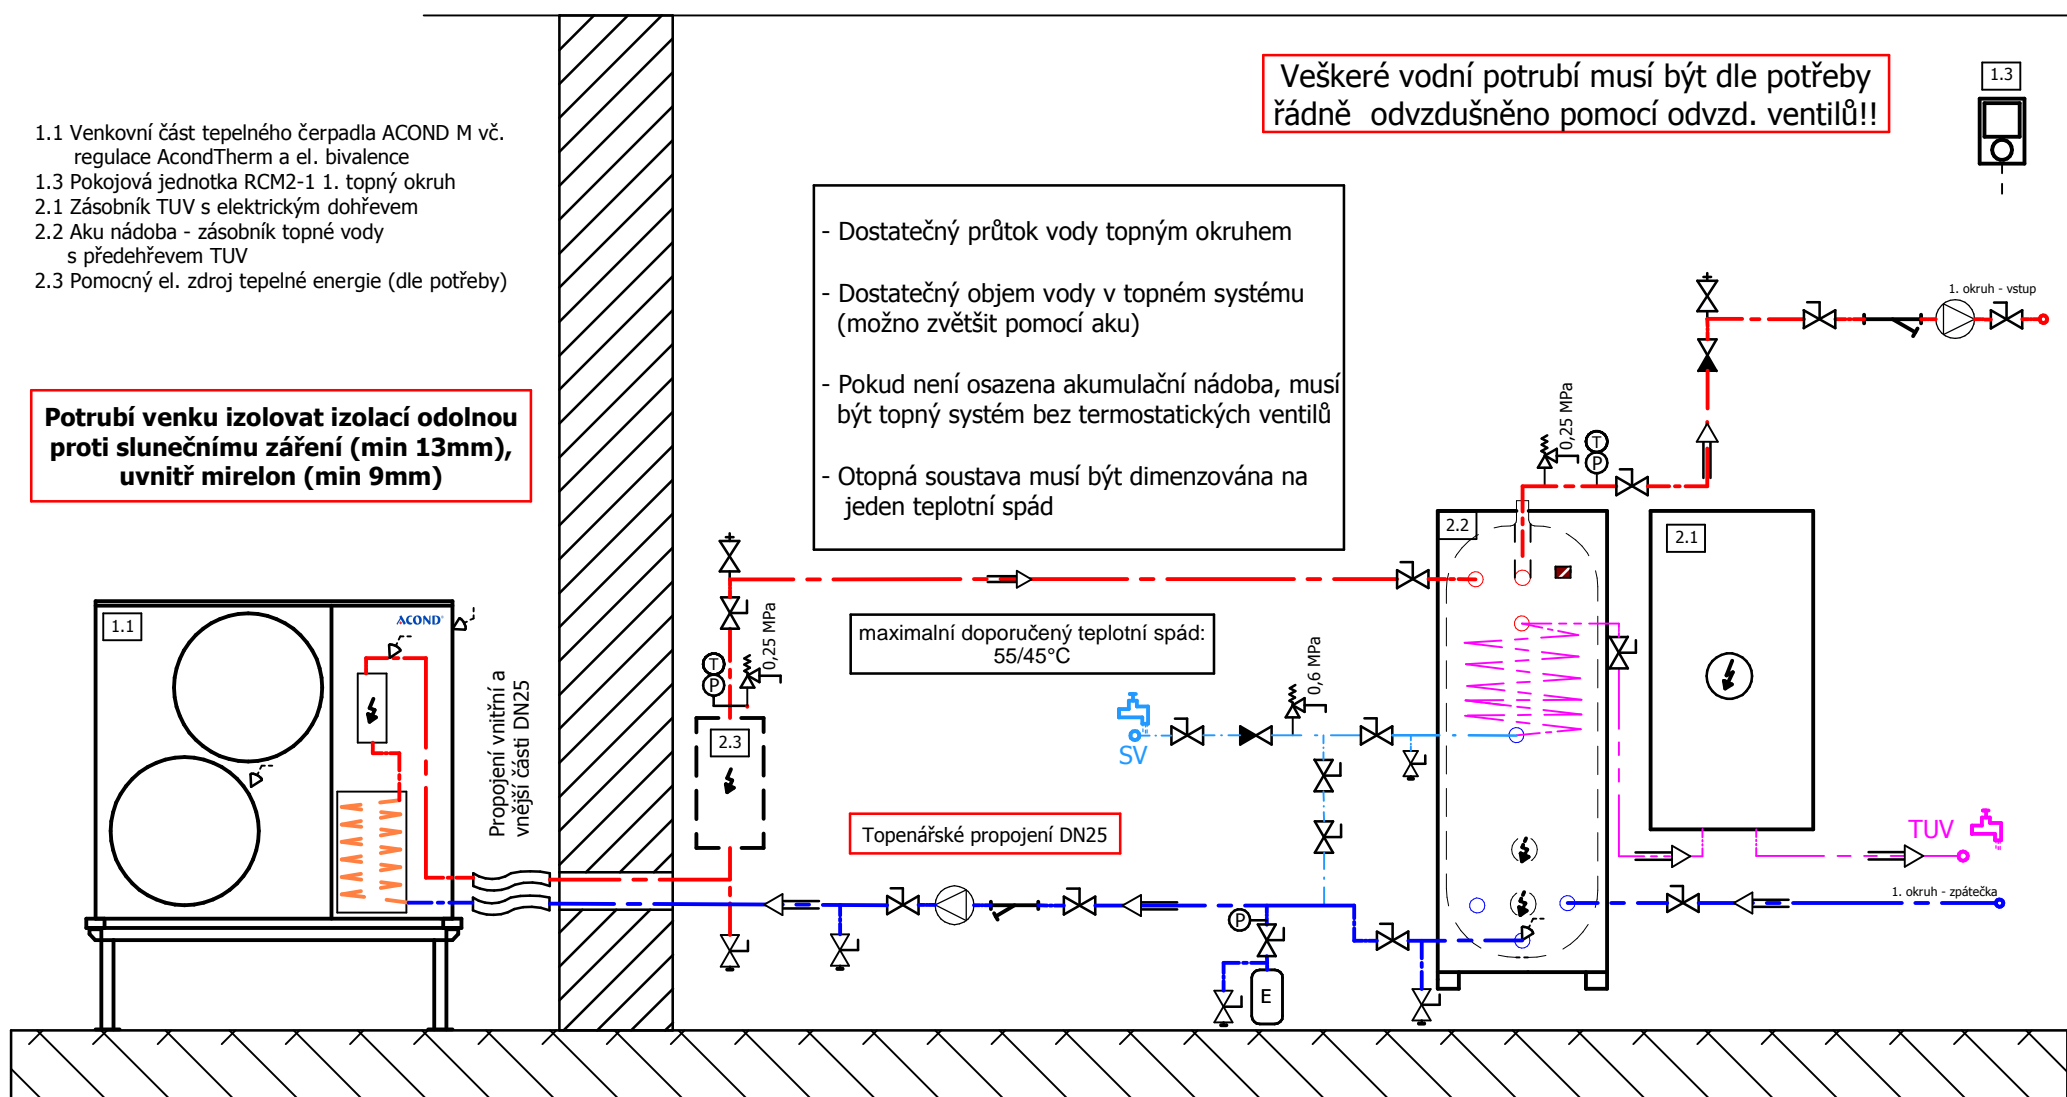 1.1 Venkovní část tepelného čerpadla ACOND M vč.
regulace AcondTherm a el. bivalence
1.3 Pokojová jednotka RCM2-1 1. topný okruh
2.1 Zásobník TUV s elektrickým dohřevem
2.2 Aku nádoba - zásobník topné vody
s předehřevem TUV
2.3 Pomocný el. zdroj tepelné energie (dle potřeby)
Veškeré vodní potrubí musí být dle potřeby
řádně odvzdušněno pomocí odvzd. ventilů!!
1.3
- Dostatečný průtok vody topným okruhem
- Dostatečný objem vody v topném systému
(možno zvětšit pomocí aku)
- Pokud není osazena akumulační nádoba, musí
být topný systém bez termostatických ventilů
- Otopná soustava musí být dimenzována na
jeden teplotní spád
Potrubí venku izolovat izolací odolnou
proti slunečnímu záření (min 13mm),
uvnitř mirelon (min 9mm)
1. okruh - vstup
0,25 MPa
T
P
2.2
2.1
1.1
ACOND
Propojení vnitřní a
vnější části DN25
T
P
0,25 MPa
2.3
maximalní doporučený teplotní spád:
55/45°C
0,6 MPa
SV
Topenářské propojení DN25
TUV
1. okruh - zpátečka
P
E